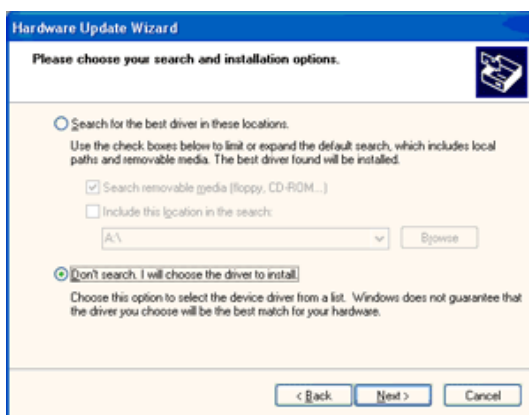 Hardware Update Wizard
Please choose your search and installation options.
Search for the best driver in these locations.
Use the check boxes below to limit or expand the default search, which includes local
paths and removable media. The best driver found will be installed.
Search removable media (floppy, CD-ROM...)
Include this location in the search:
A:\
Browse
Don't search. I will choose the driver to install.
Choose this option to select the device driver from a list. Windows does not guarantee that
the driver you choose will be the best match for your hardware.
< Back Next > Cancel